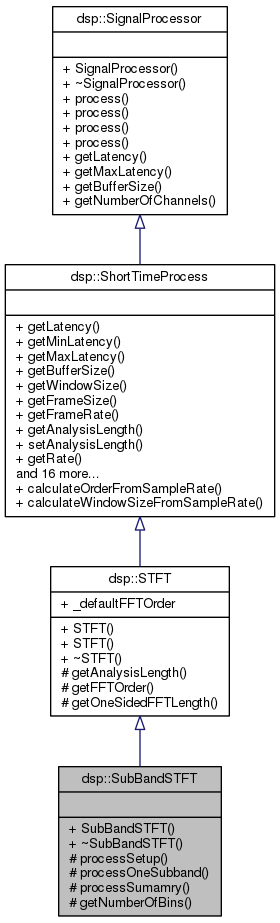 dsp::SignalProcessor
+ SignalProcessor()
+ ~SignalProcessor()
+ process()
+ process()
+ process()
+ process()
+ getLatency()
+ getMaxLatency()
+ getBufferSize()
+ getNumberOfChannels()
dsp::ShortTimeProcess
+ getLatency()
+ getMinLatency()
+ getMaxLatency()
+ getBufferSize()
+ getWindowSize()
+ getFrameSize()
+ getFrameRate()
+ getAnalysisLength()
+ setAnalysisLength()
+ getRate()
and 16 more...
+ calculateOrderFromSampleRate()
+ calculateWindowSizeFromSampleRate()
dsp::STFT
+ _defaultFFTOrder
+ STFT()
+ STFT()
+ ~STFT()
# getAnalysisLength()
# getFFTOrder()
# getOneSidedFFTLength()
dsp::SubBandSTFT
+ SubBandSTFT()
+ ~SubBandSTFT()
# processSetup()
# processOneSubband()
# processSumamry()
# getNumberOfBins()